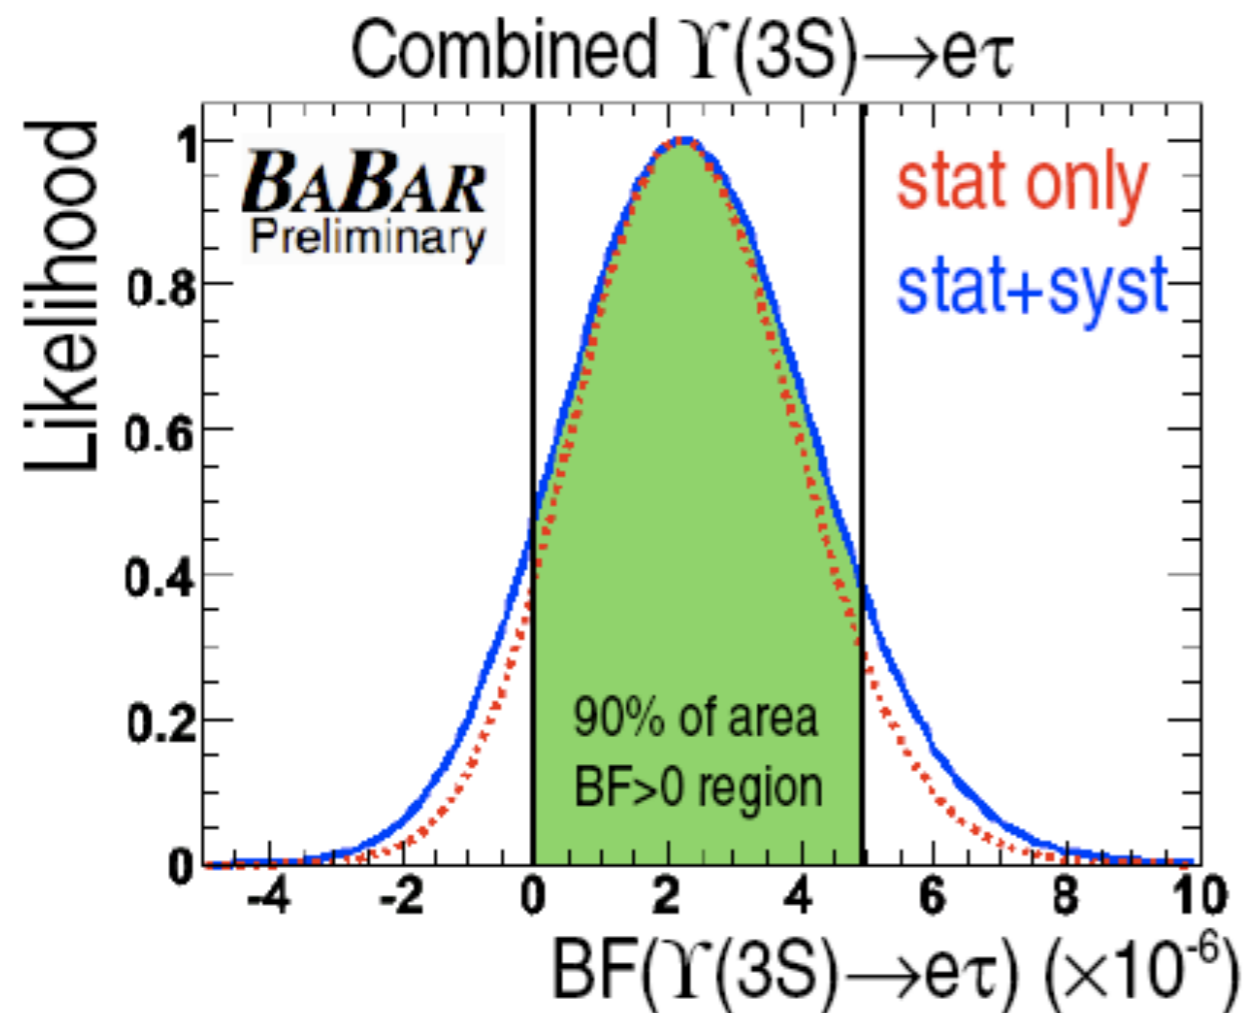 Combined ϒ(3S)→eτ
Likelihood
BABAR
Preliminary
stat only
stat+syst
1
0.8
0.6
0.4
0.2
0
90% of area
BF>0 region
-4 -2 0 2 4 6 8 10
BF(ϒ(3S)→eτ) (×10⁻⁶)